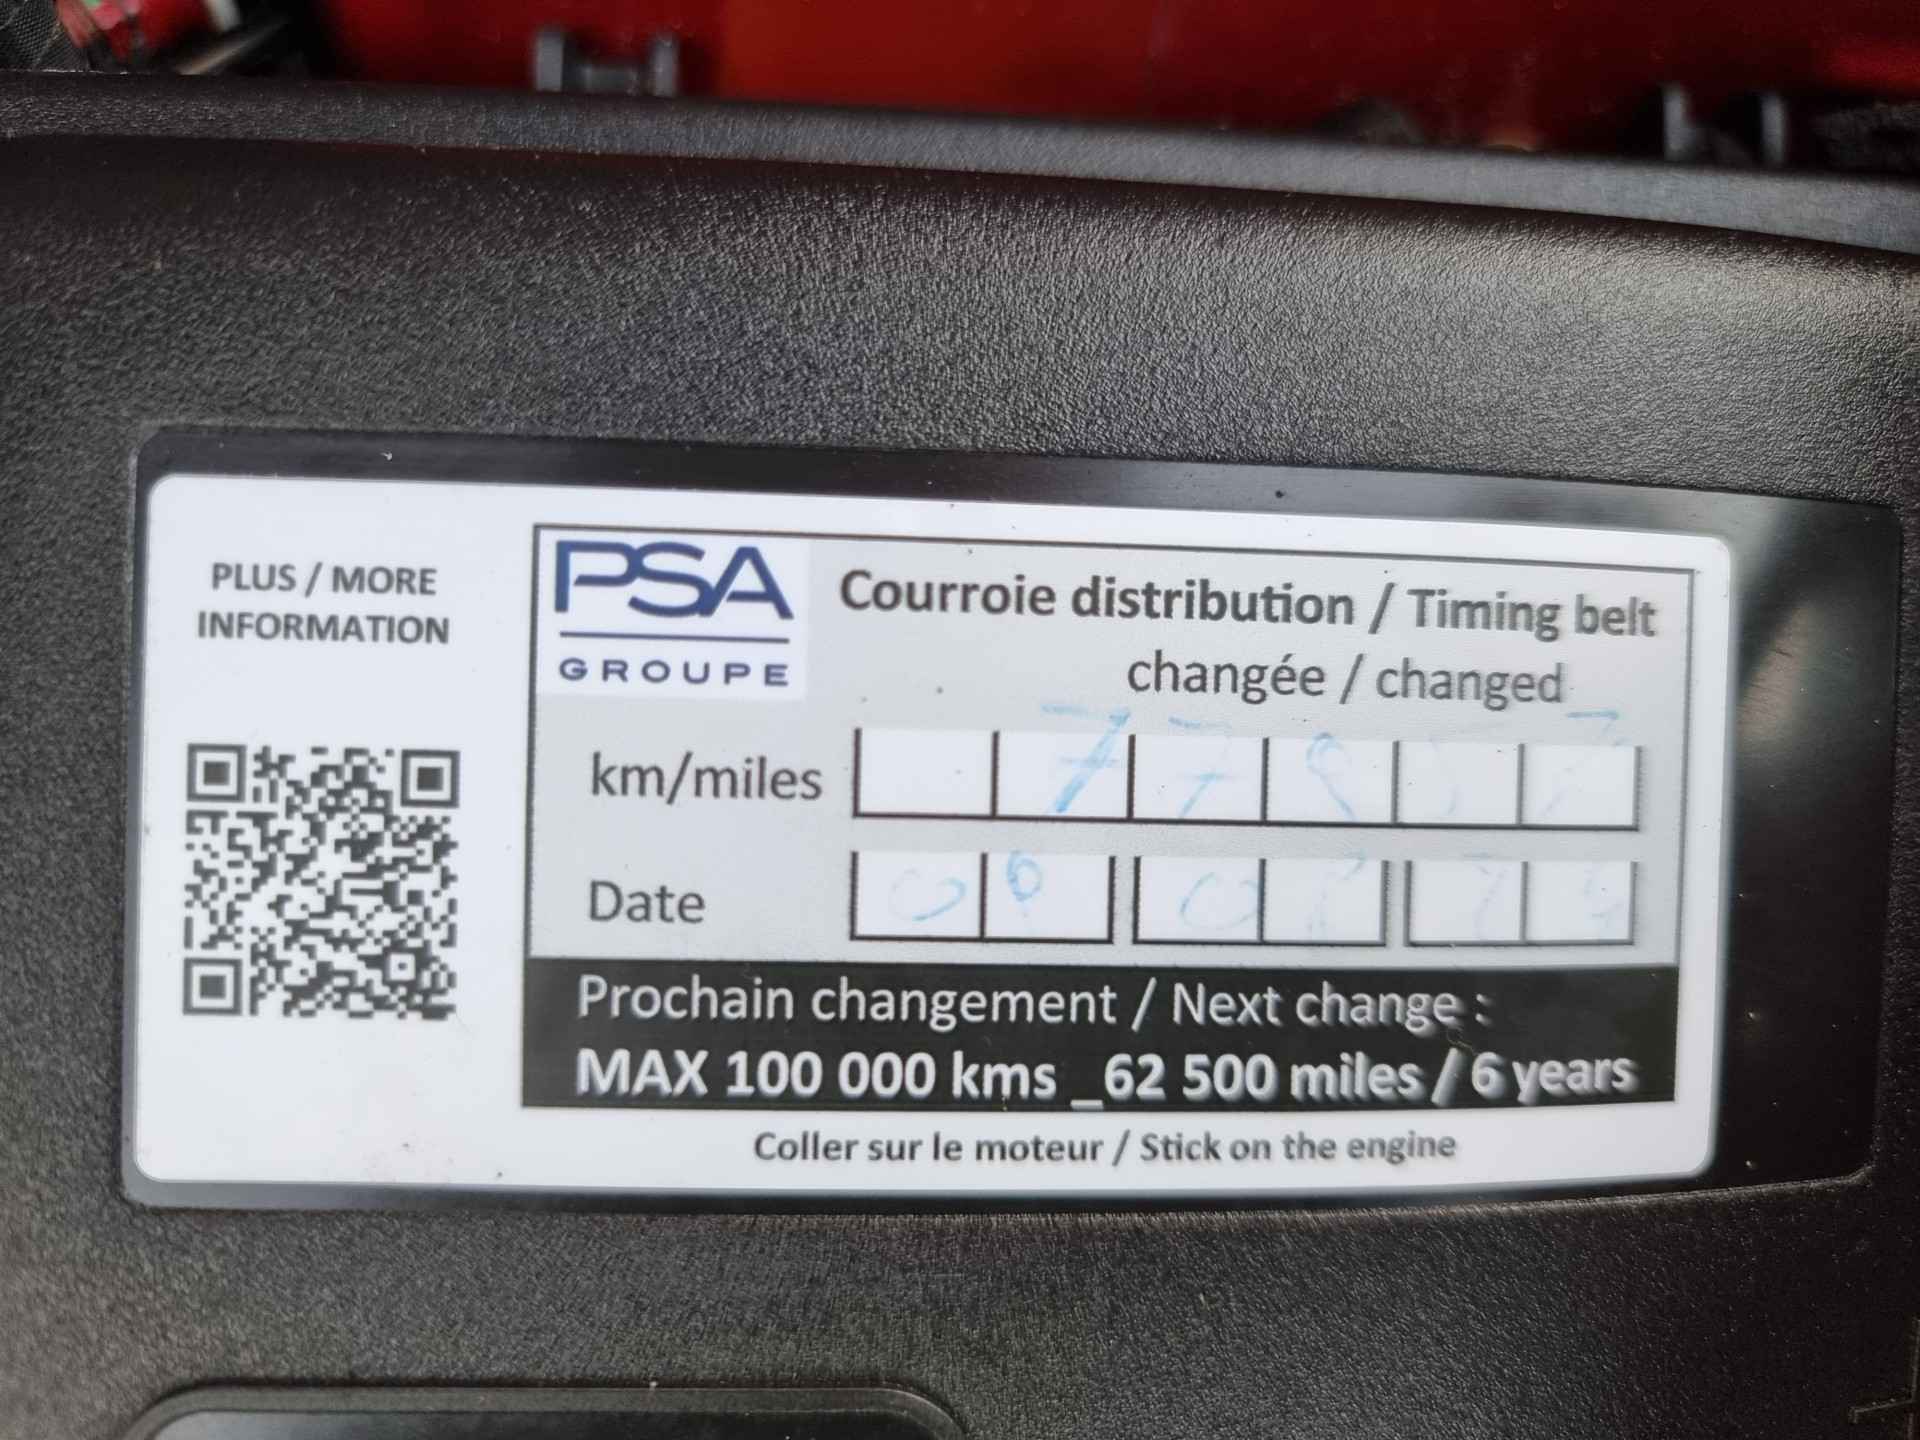 PLUS / MORE
INFORMATION
PSA
GROUPE
Courroie distribution / Timing belt
changée / changed
km/miles
Date
Prochain changement / Next change :
MAX 100 000 kms _62 500 miles / 6 years
Coller sur le moteur / Stick on the engine